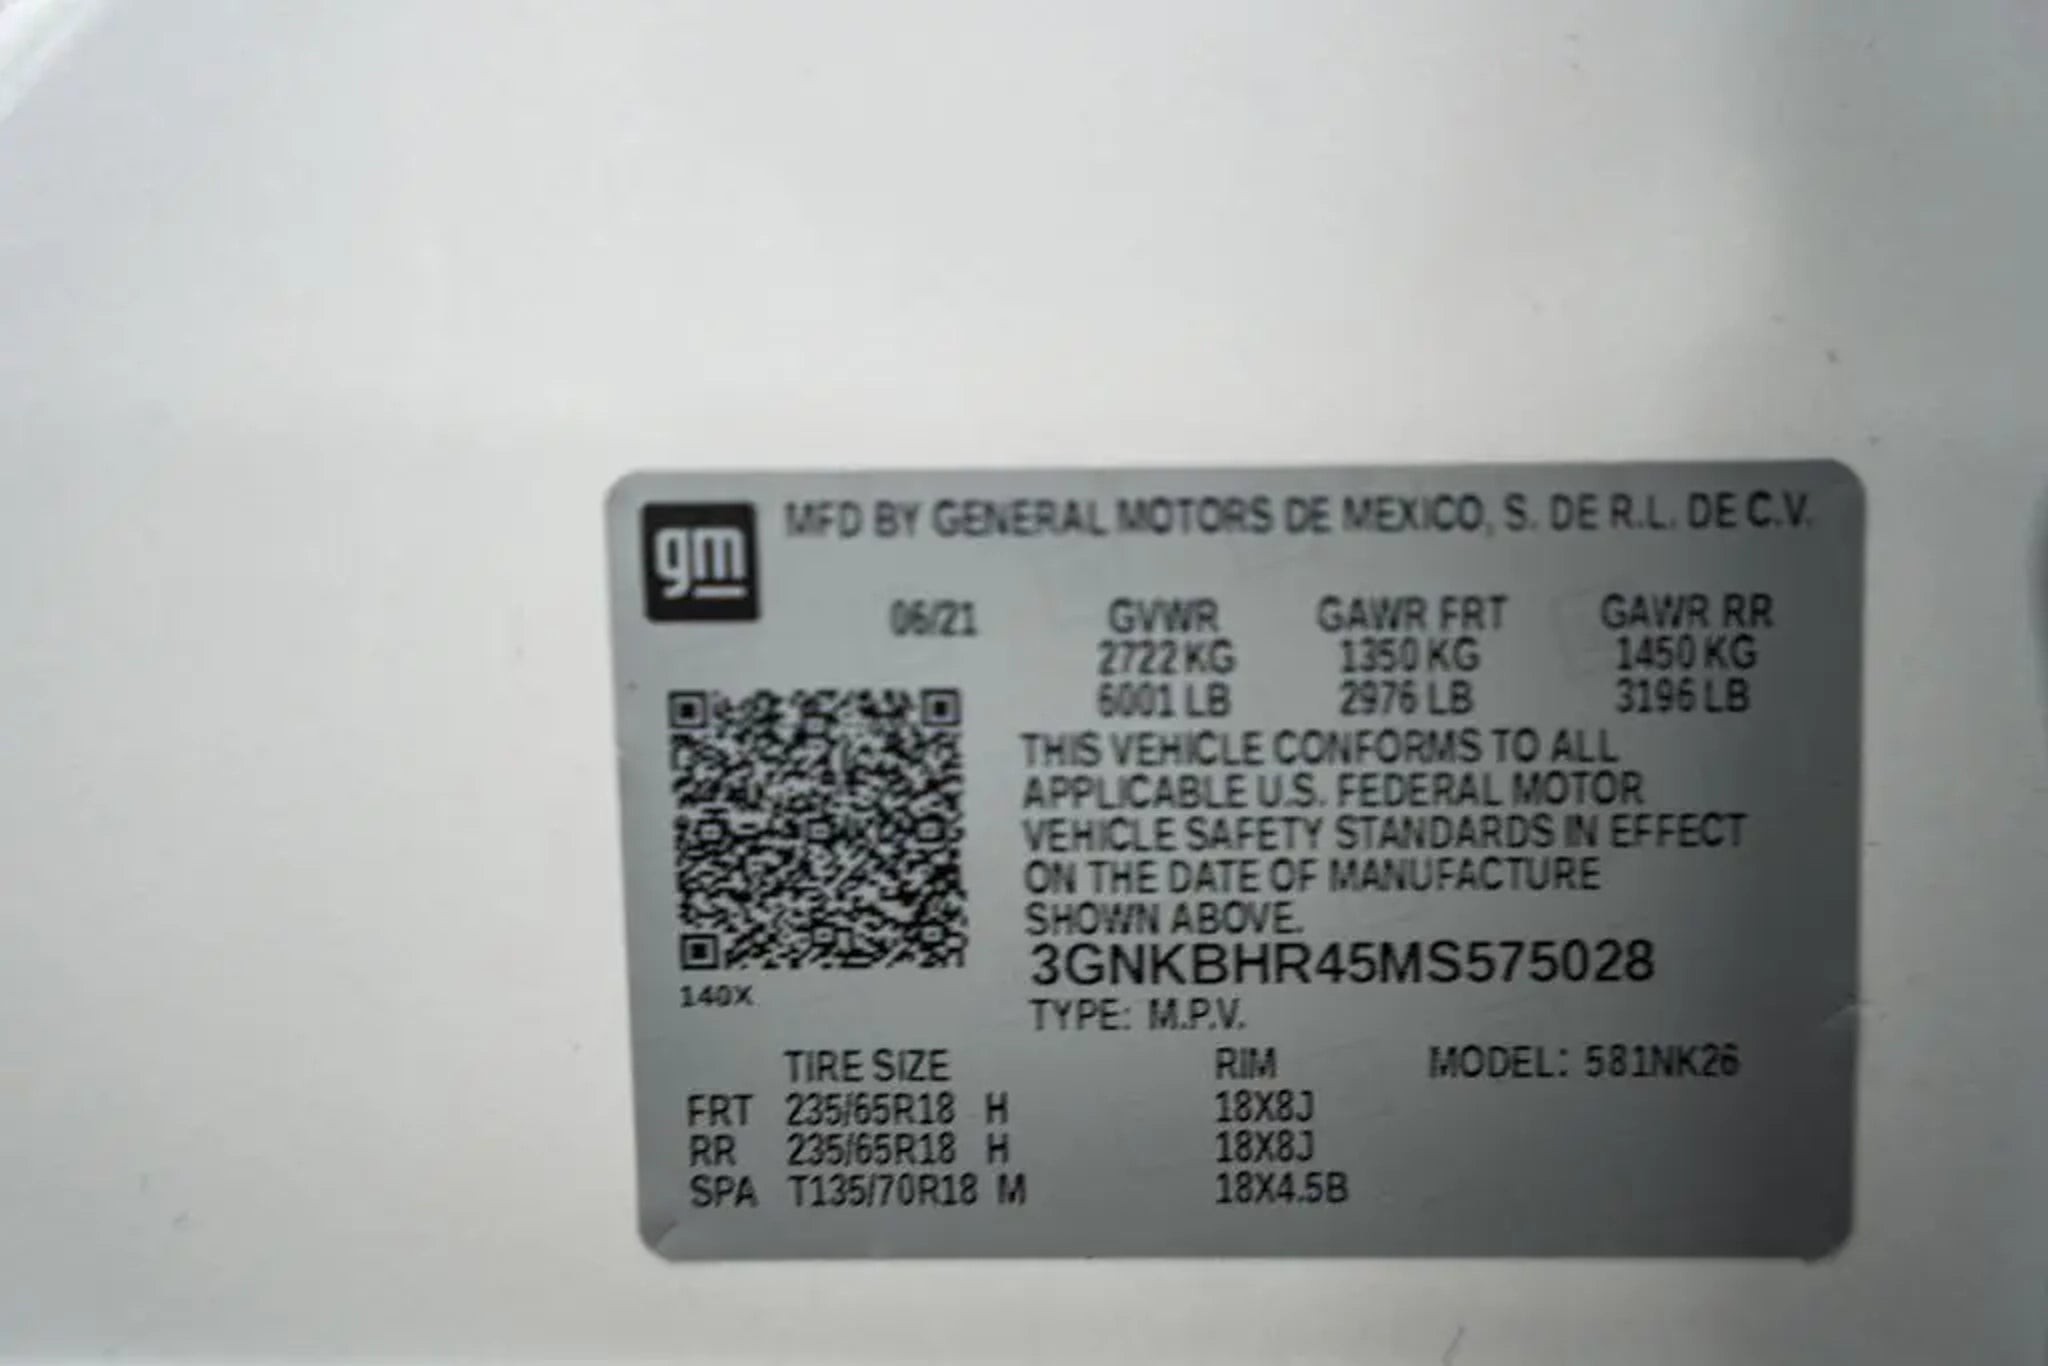 gm
MFD BY GENERAL MOTORS DE MEXICO, S. DE R.L. DE C.V.
06/21 GVWR GAWR FRT GAWR RR
2722 KG 1350 KG 1450 KG
6001 LB 2976 LB 3196 LB
THIS VEHICLE CONFORMS TO ALL
APPLICABLE U.S. FEDERAL MOTOR
VEHICLE SAFETY STANDARDS IN EFFECT
ON THE DATE OF MANUFACTURE
SHOWN ABOVE.
3GNKBHR45MS575028
140X
TYPE: M.P.V.
TIRE SIZE RIM MODEL: 581NK26
FRT 235/65R18 H 18X8J
RR 235/65R18 H 18X8J
SPA T135/70R18 M 18X4.5B